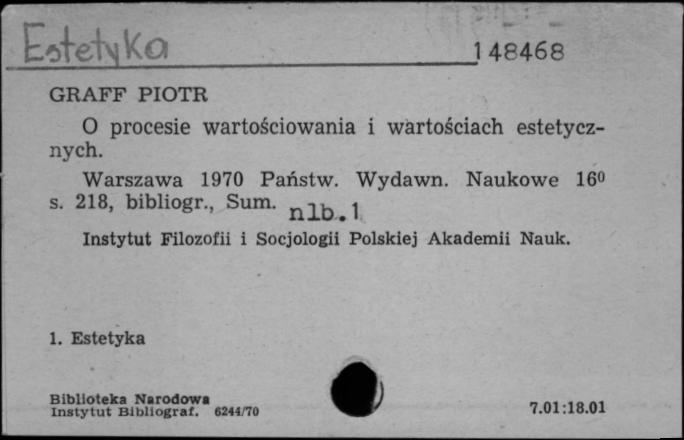 Estetyka
148468
GRAFF PIOTR
O procesie wartościowania i wartościach estetycz-
nych.
Warszawa 1970 Państw. Wydawn. Naukowe 16⁰
s. 218, bibliogr., Sum. nlb.1
Instytut Filozofii i Socjologii Polskiej Akademii Nauk.
1. Estetyka
Biblioteka Narodowa
Instytut Bibliograf. 6244/70
7.01:18.01